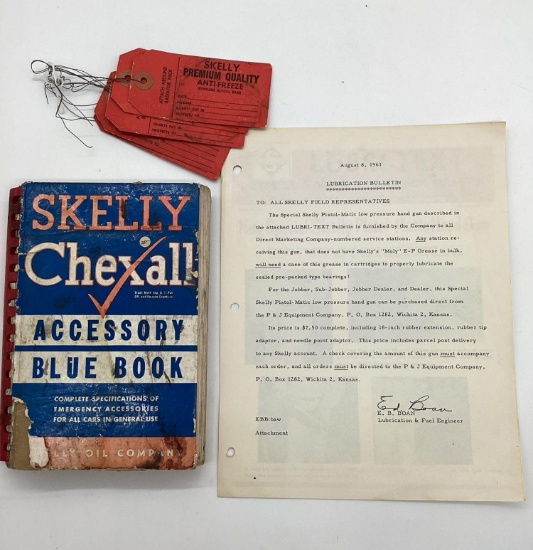 SKELLY
PREMIUM QUALITY
ANTI-FREEZE
SKELLY
Chexall
ACCESSORY
BLUE BOOK
COMPLETE SPECIFICATIONS OF
EMERGENCY ACCESSORIES
FOR ALL CARS IN GENERAL USE
LLY OIL COMPANY
August 8, 1961
LUBRICATION BULLETIN
TO: ALL SKELLY FIELD REPRESENTATIVES
The Special Skelly Pistol-Matic low pressure hand gun described in
the attached LUBRI-TEXT Bulletin is furnished by the Company to all
Direct Marketing Company-numbered service stations. Any station re-
ceiving this gun, that does not have Skelly's "Moly" E-P Grease in bulk,
will need a case of this grease in cartridges to properly lubricate the
sealed pre-packed type bearings!
For the Jobber, Sub-Jobber, Jobber Dealer, and Dealer, this Special
Skelly Pistol-Matic low pressure hand gun can be purchased direct from
the P & J Equipment Company, P. O. Box 1282, Wichita 2, Kansas.
Its price is $7.50 complete, including 18-inch rubber extension, rubber tip
adaptor, and needle point adaptor. This price includes parcel post delivery
to any Skelly account. A check covering the amount of this gun must accompany
each order, and all orders must be directed to the P & J Equipment Company,
P. O. Box 1282, Wichita 2, Kansas.
Ed Boan
E. B. BOAN
Lubrication & Fuel Engineer
EBB:
Attachment